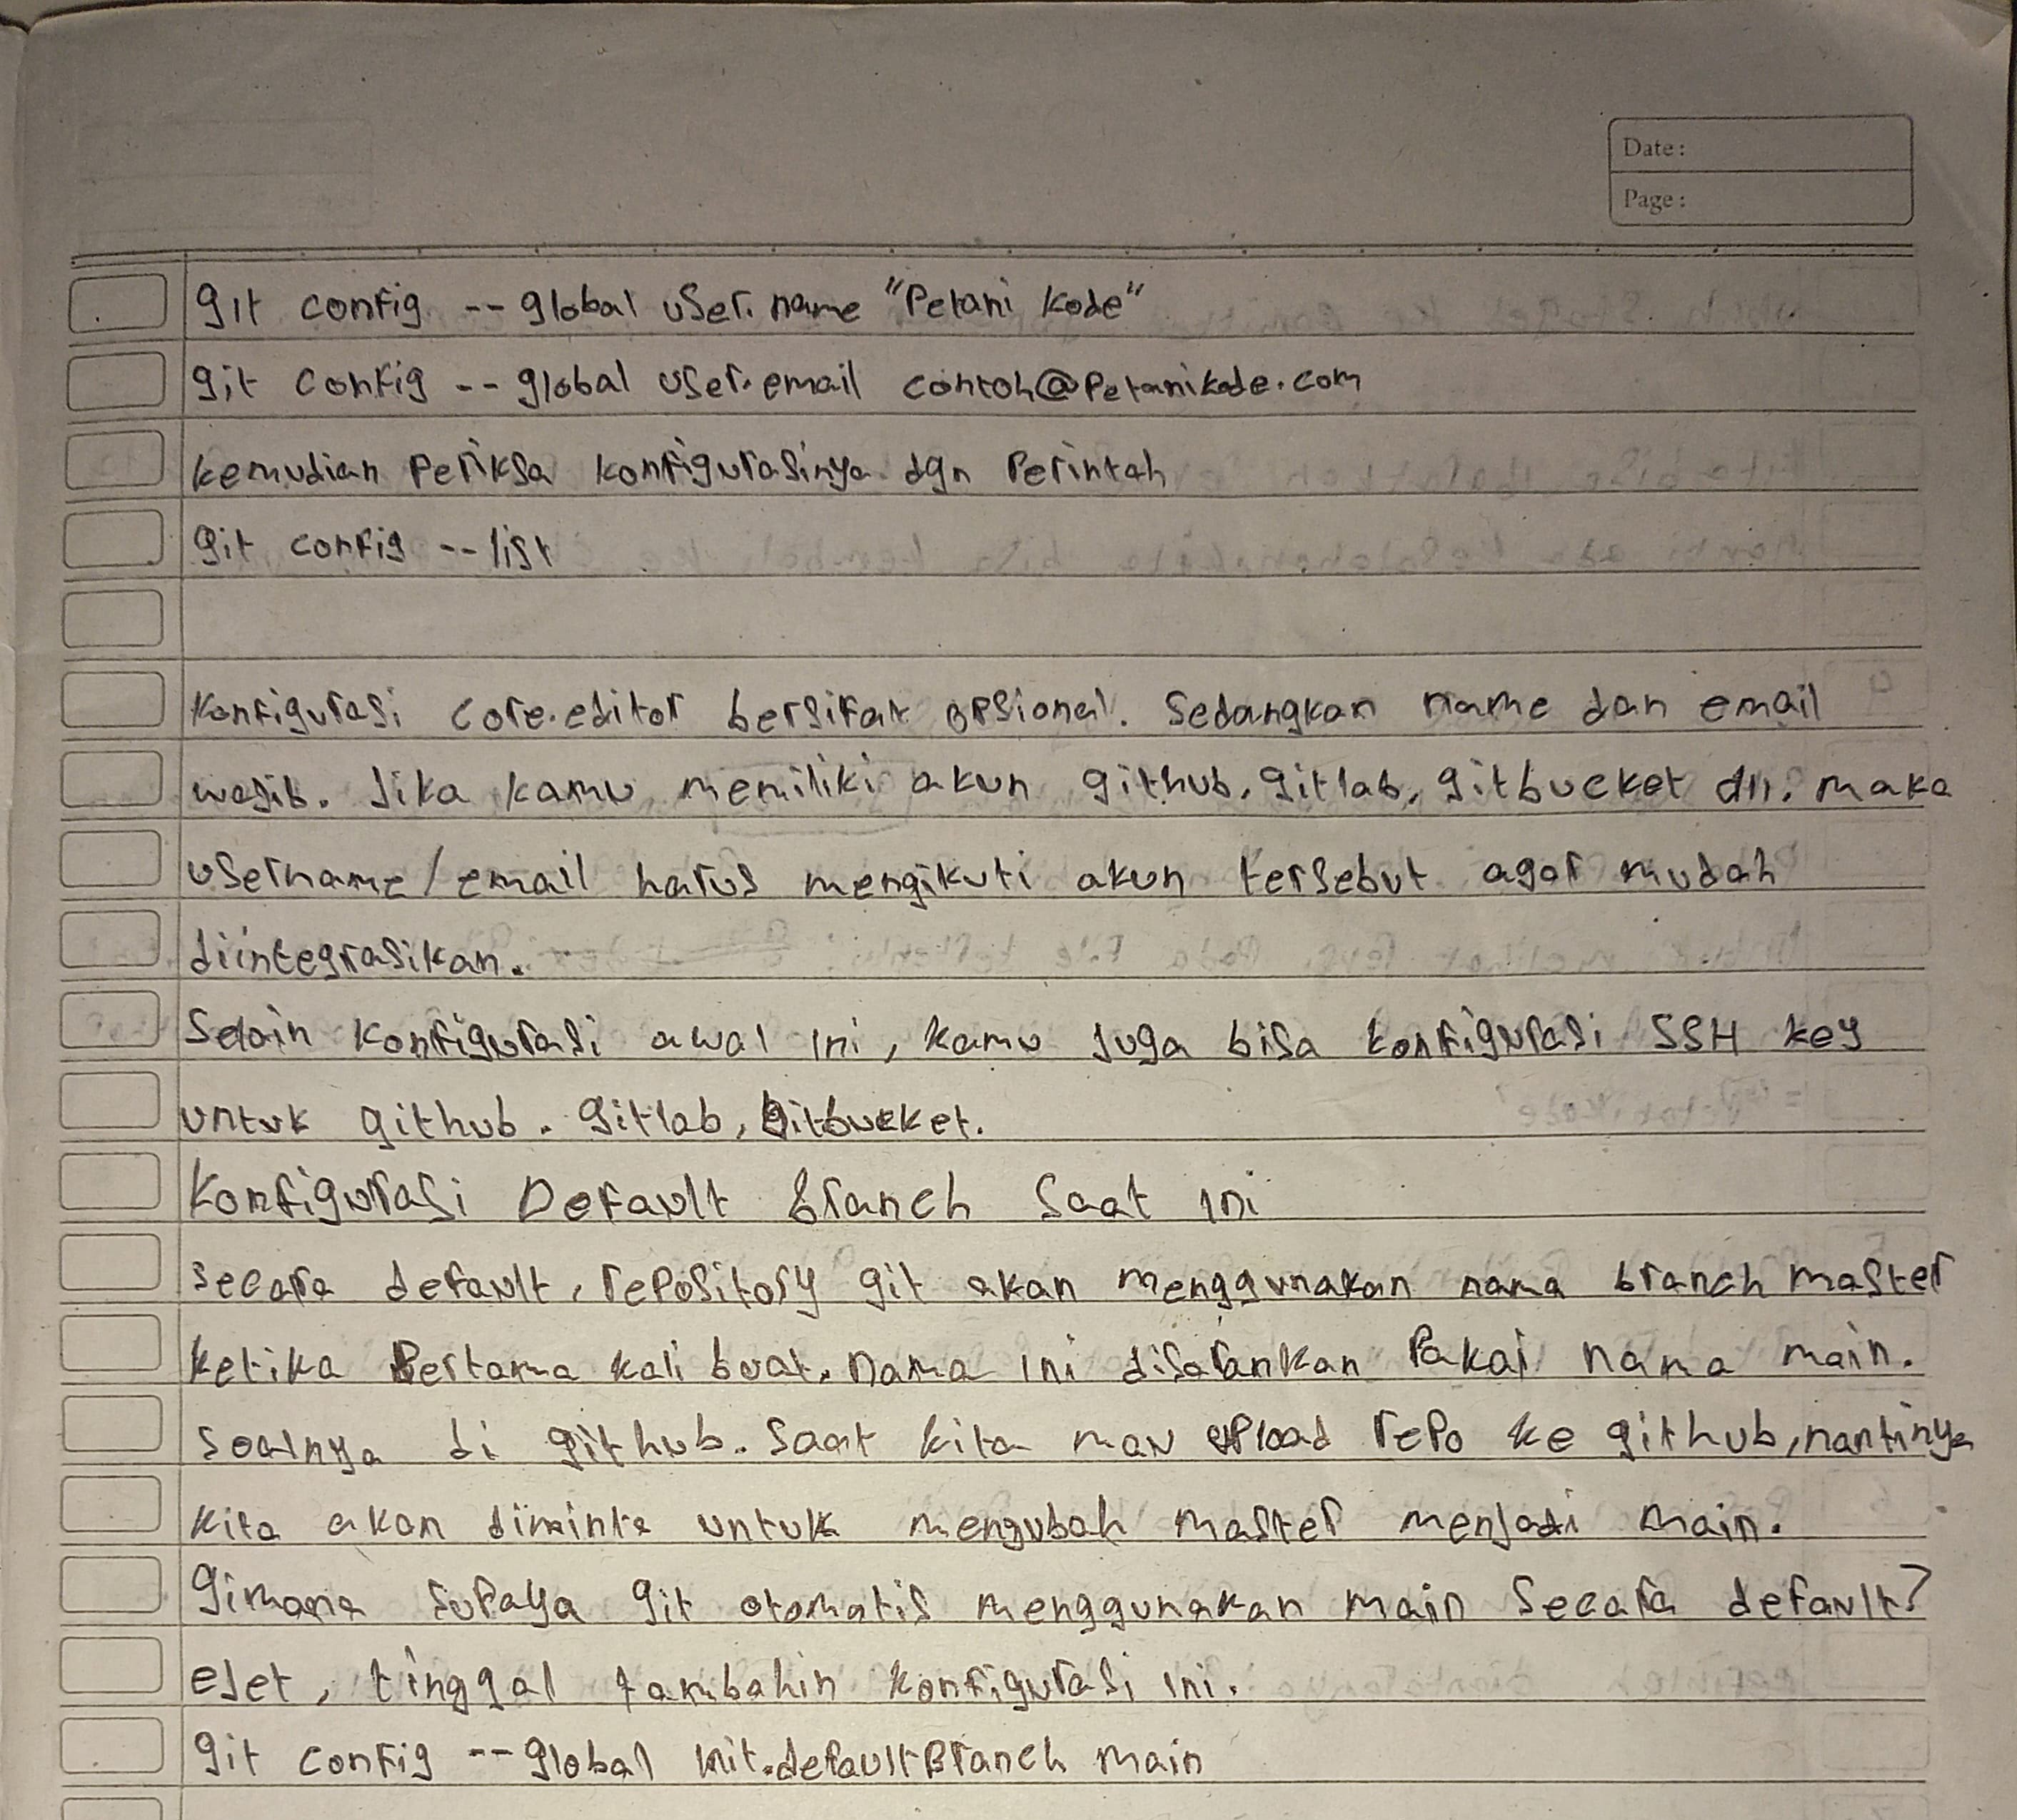 Date :
Page :
git config --global user.name "Petani Kode"
git config --global user.email contoh@petanikode.com
kemudian periksa konfigurasinya dgn perintah
git config --list
Konfigurasi core.editor bersifat opsional. Sedangkan name dan email
wajib. Jika kamu memiliki akun github, gitlab, gitbucket dll. maka
username/email harus mengikuti akun tersebut agar mudah
diintegrasikan.
Selain konfigurasi awal ini, kamu juga bisa konfigurasi SSH key
untuk github. gitlab, bitbucket.
Konfigurasi Default branch saat ini
secara default, repository git akan menggunakan nama branch master
ketika Pertama kali buat. nama ini disarankan Pakai nama main.
soalnya di github. saat kita mau upload repo ke github, nantinya
kita akan diminta untuk mengubah master menjadi main.
Gimana supaya git otomatis menggunakan main secara default?
ejet, tinggal tambahin konfigurasi ini.
git config --global init.defaultBranch main